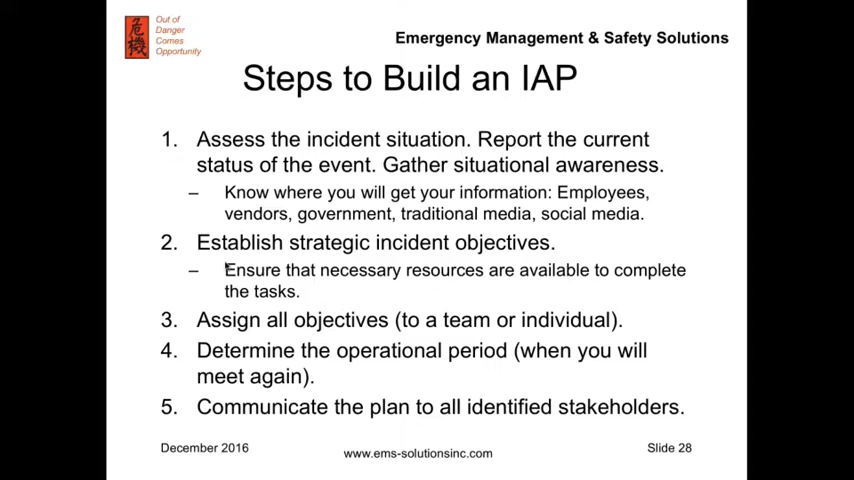 危機
Out of
Danger
Comes
Opportunity
Emergency Management & Safety Solutions
Steps to Build an IAP
1. Assess the incident situation. Report the current
status of the event. Gather situational awareness.
– Know where you will get your information: Employees,
vendors, government, traditional media, social media.
2. Establish strategic incident objectives.
– Ensure that necessary resources are available to complete
the tasks.
3. Assign all objectives (to a team or individual).
4. Determine the operational period (when you will
meet again).
5. Communicate the plan to all identified stakeholders.
December 2016
www.ems-solutionsinc.com
Slide 28